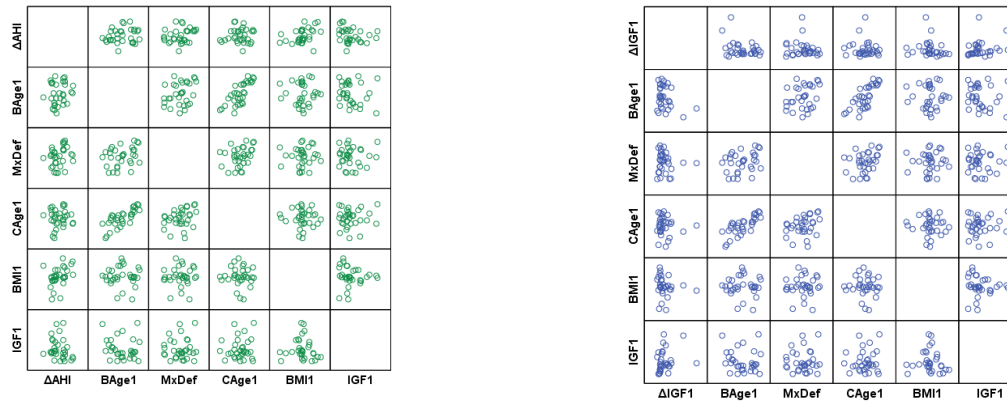 ΔAHI
BAge1
MxDef
CAge1
BMI1
IGF1
ΔAHI BAge1 MxDef CAge1 BMI1 IGF1
ΔIGF1
BAge1
MxDef
CAge1
BMI1
IGF1
ΔIGF1 BAge1 MxDef CAge1 BMI1 IGF1